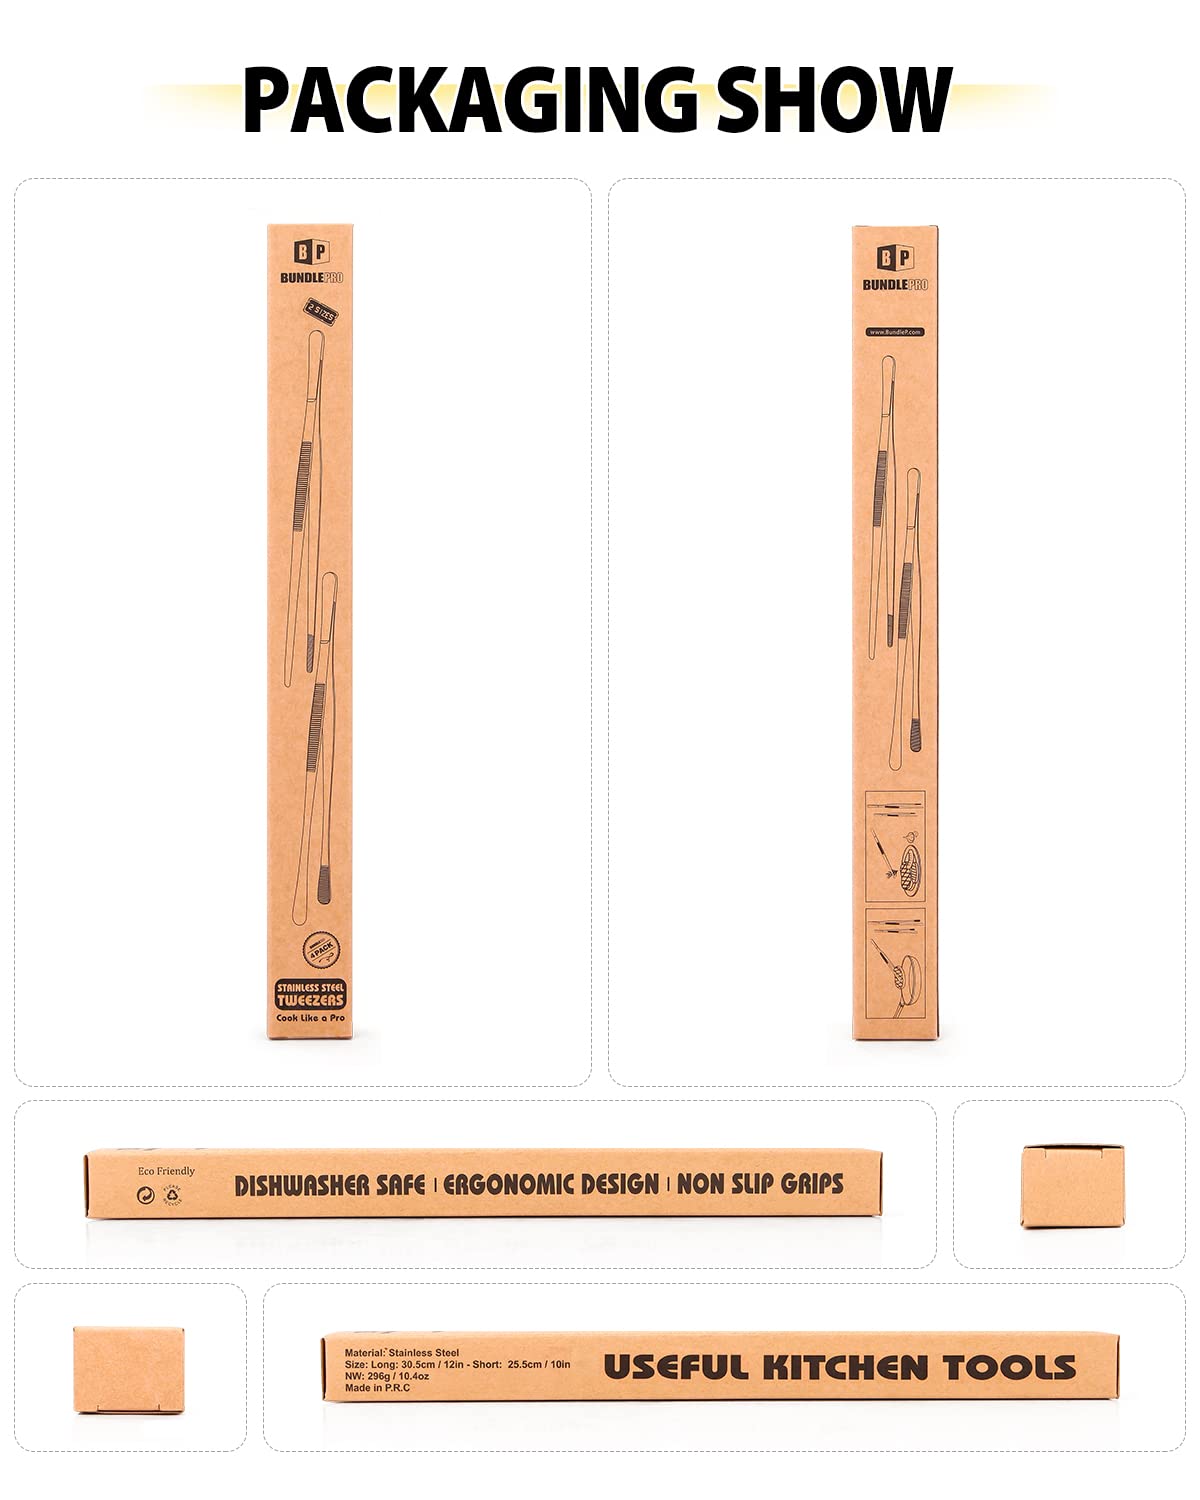 PACKAGING SHOW
B P
BUNDLEPRO
2 SIZES
4 PACK
STAINLESS STEEL
TWEEZERS
Cook Like a Pro
B P
BUNDLEPRO
www.BundleP.com
Eco Friendly
PLEASE RECYCLE
DISHWASHER SAFE | ERGONOMIC DESIGN | NON SLIP GRIPS
Material: Stainless Steel
Size: Long: 30.5cm / 12in - Short: 25.5cm / 10in
NW: 296g / 10.4oz
Made in P.R.C
USEFUL KITCHEN TOOLS